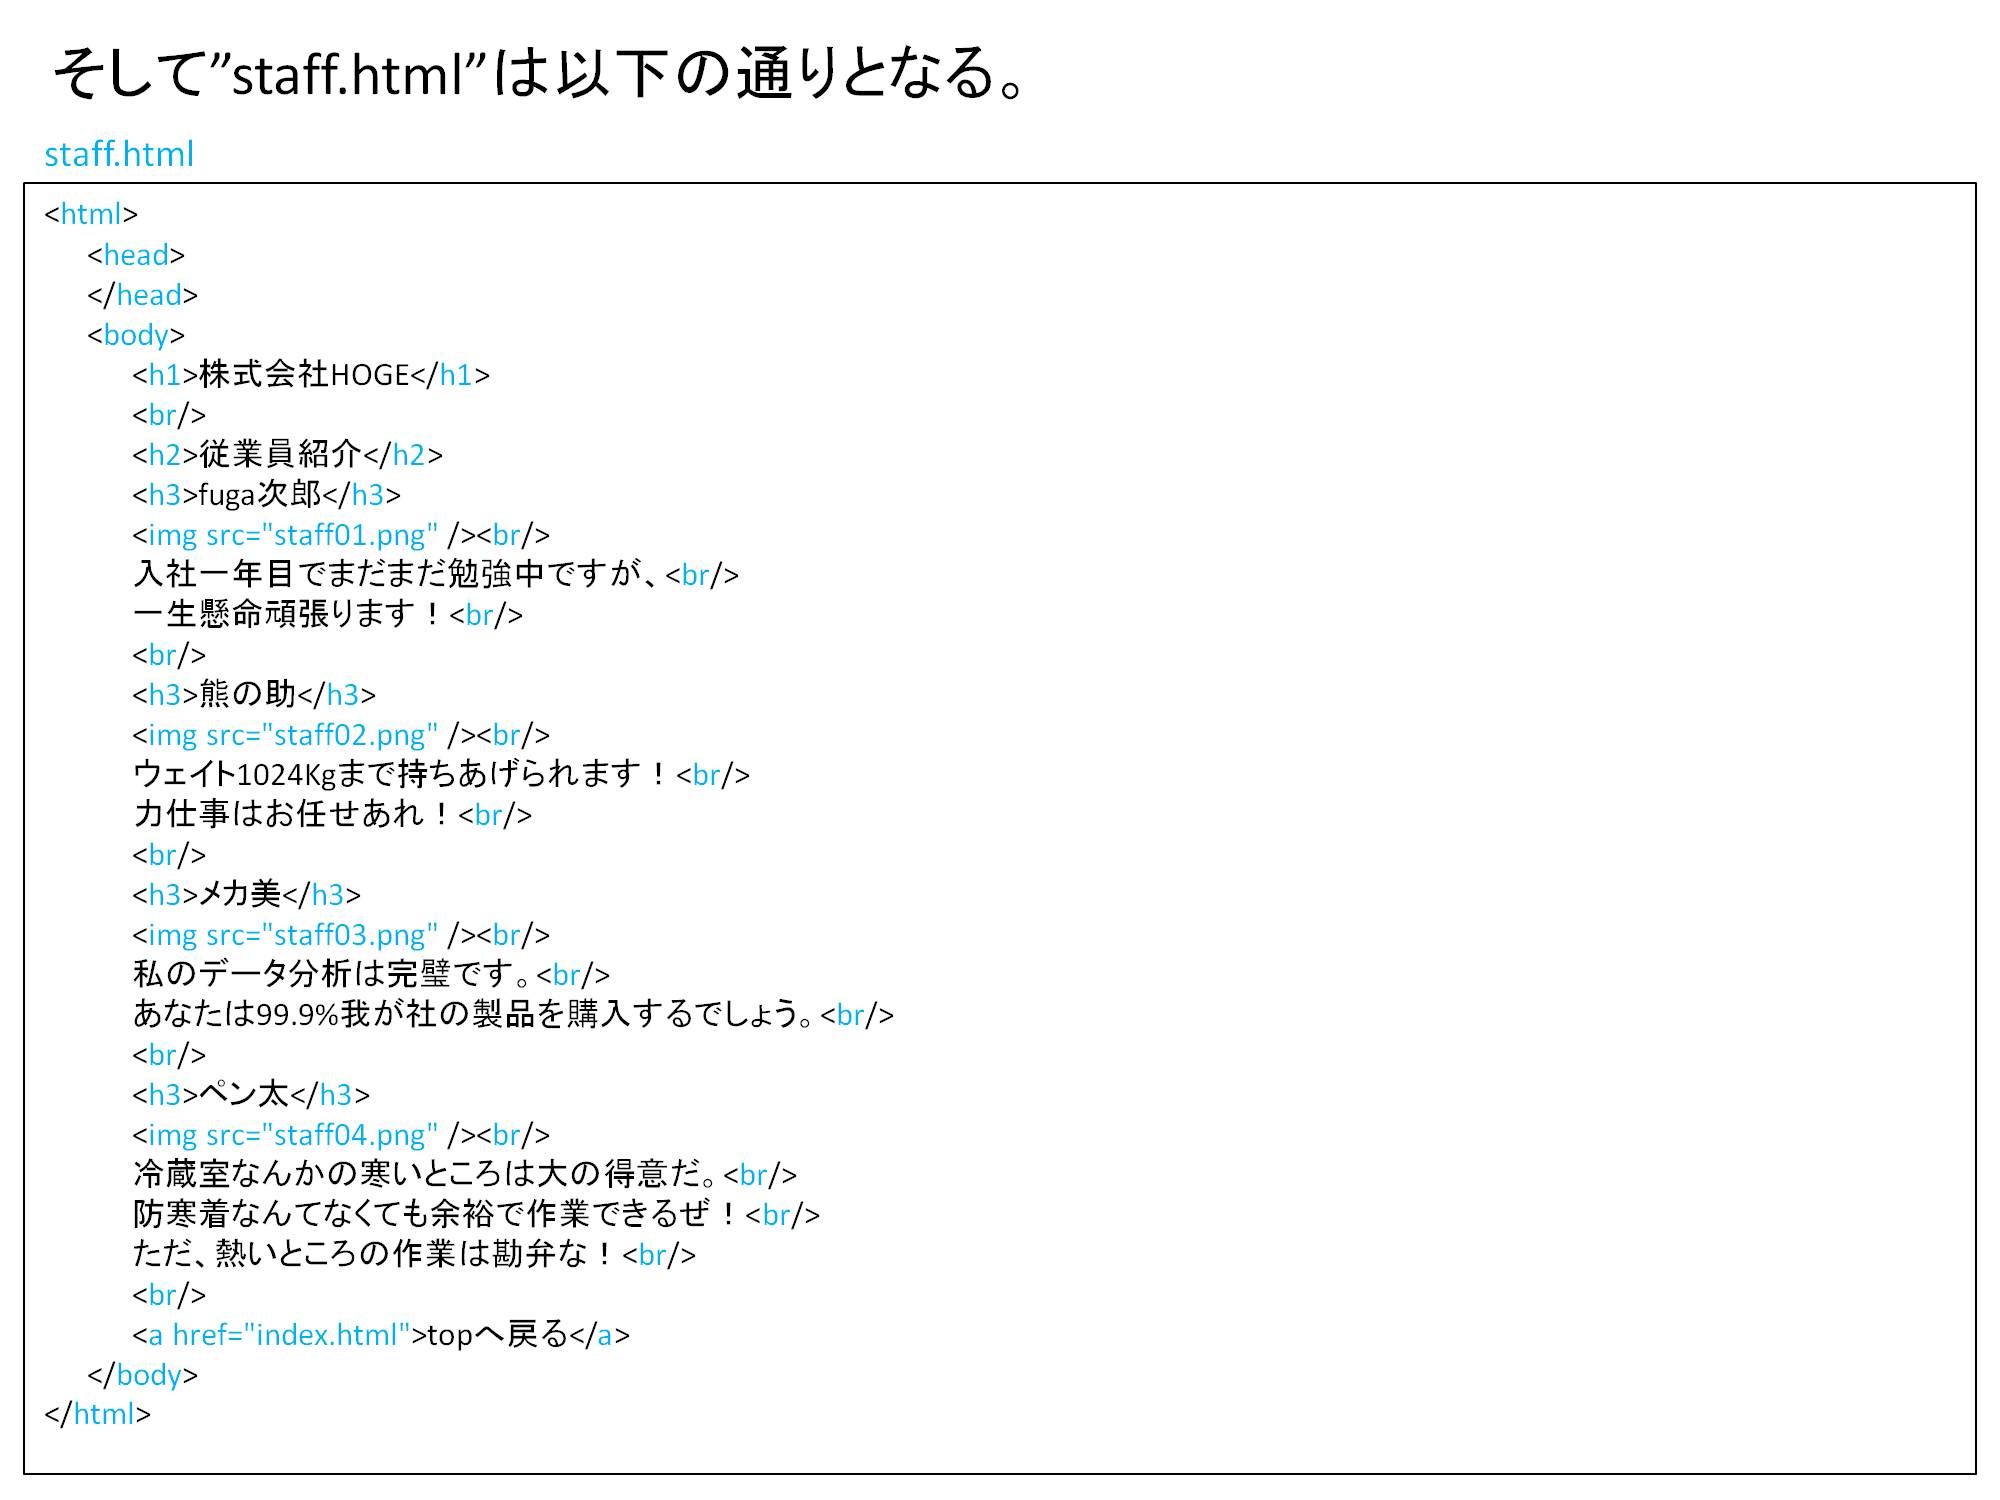 そして”staff.html”は以下の通りとなる。
staff.html
<html>
<head>
</head>
<body>
<h1>株式会社HOGE</h1>
<br/>
<h2>従業員紹介</h2>
<h3>fuga次郎</h3>
<img src="staff01.png" /><br/>
入社一年目でまだまだ勉強中ですが、<br/>
一生懸命頑張ります！<br/>
<br/>
<h3>熊の助</h3>
<img src="staff02.png" /><br/>
ウェイト1024Kgまで持ちあげられます！<br/>
力仕事はお任せあれ！<br/>
<br/>
<h3>メカ美</h3>
<img src="staff03.png" /><br/>
私のデータ分析は完璧です。<br/>
あなたは99.9%我が社の製品を購入するでしょう。<br/>
<br/>
<h3>ペン太</h3>
<img src="staff04.png" /><br/>
冷蔵室なんかの寒いところは大の得意だ。<br/>
防寒着なんてなくても余裕で作業できるぜ！<br/>
ただ、熱いところの作業は勘弁な！<br/>
<br/>
<a href="index.html">topへ戻る</a>
</body>
</html>